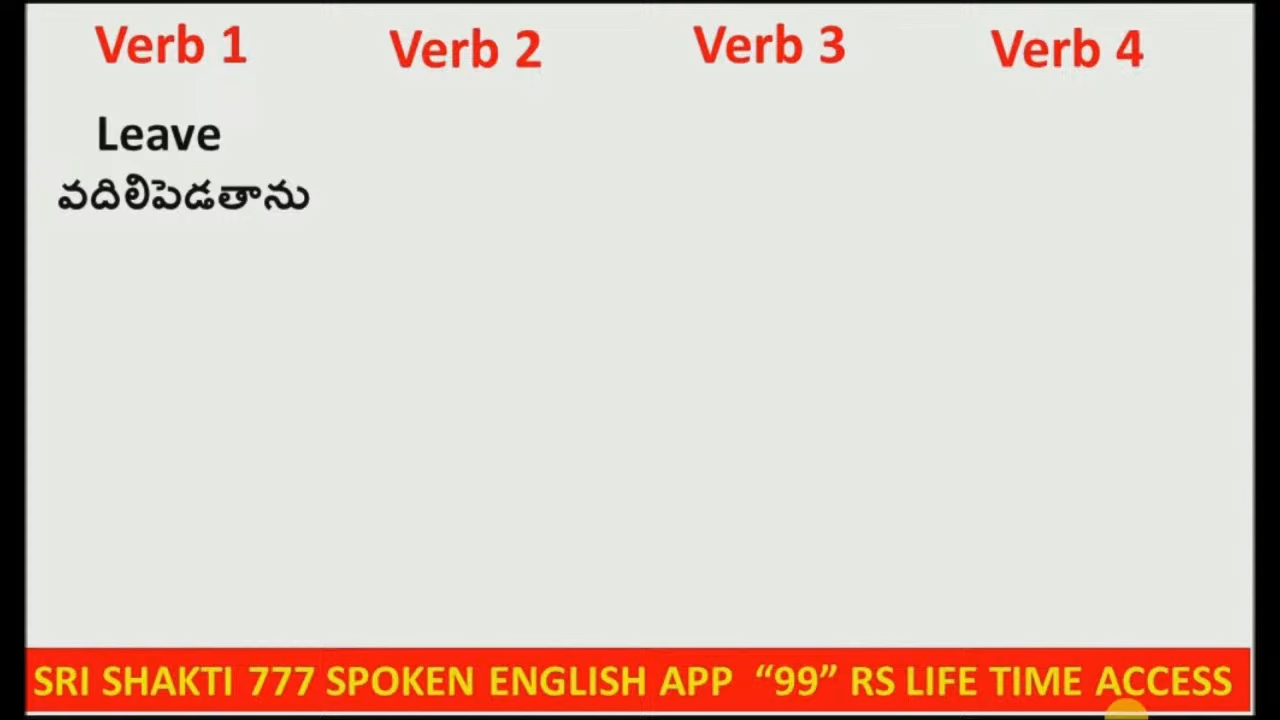 Verb 1 Verb 2 Verb 3 Verb 4
Leave
వదిలిపెడతాను
SRI SHAKTI 777 SPOKEN ENGLISH APP “99” RS LIFE TIME ACCESS